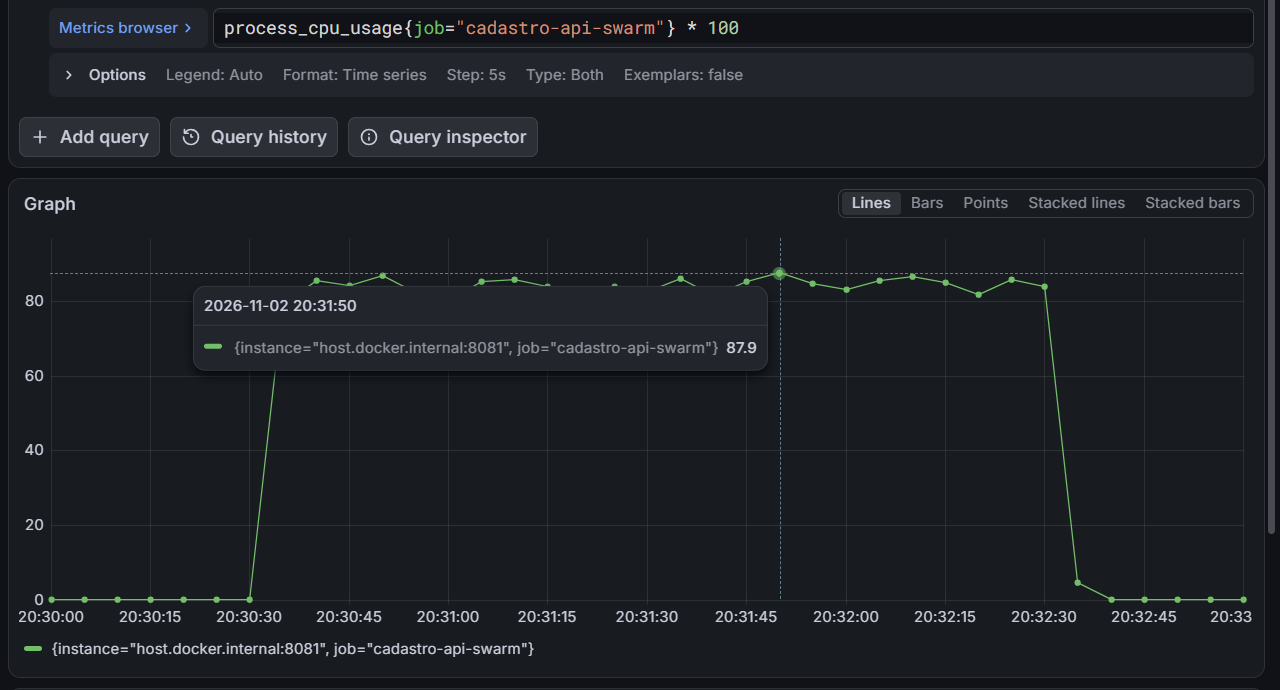 Metrics browser > process_cpu_usage{job="cadastro-api-swarm"} * 100
> Options Legend: Auto Format: Time series Step: 5s Type: Both Exemplars: false
+ Add query Query history Query inspector
Graph Lines Bars Points Stacked lines Stacked bars
80
60
40
20
0
2026-11-02 20:31:50
{instance="host.docker.internal:8081", job="cadastro-api-swarm"} 87.9
20:30:00 20:30:15 20:30:30 20:30:45 20:31:00 20:31:15 20:31:30 20:31:45 20:32:00 20:32:15 20:32:30 20:32:45 20:33
{instance="host.docker.internal:8081", job="cadastro-api-swarm"}